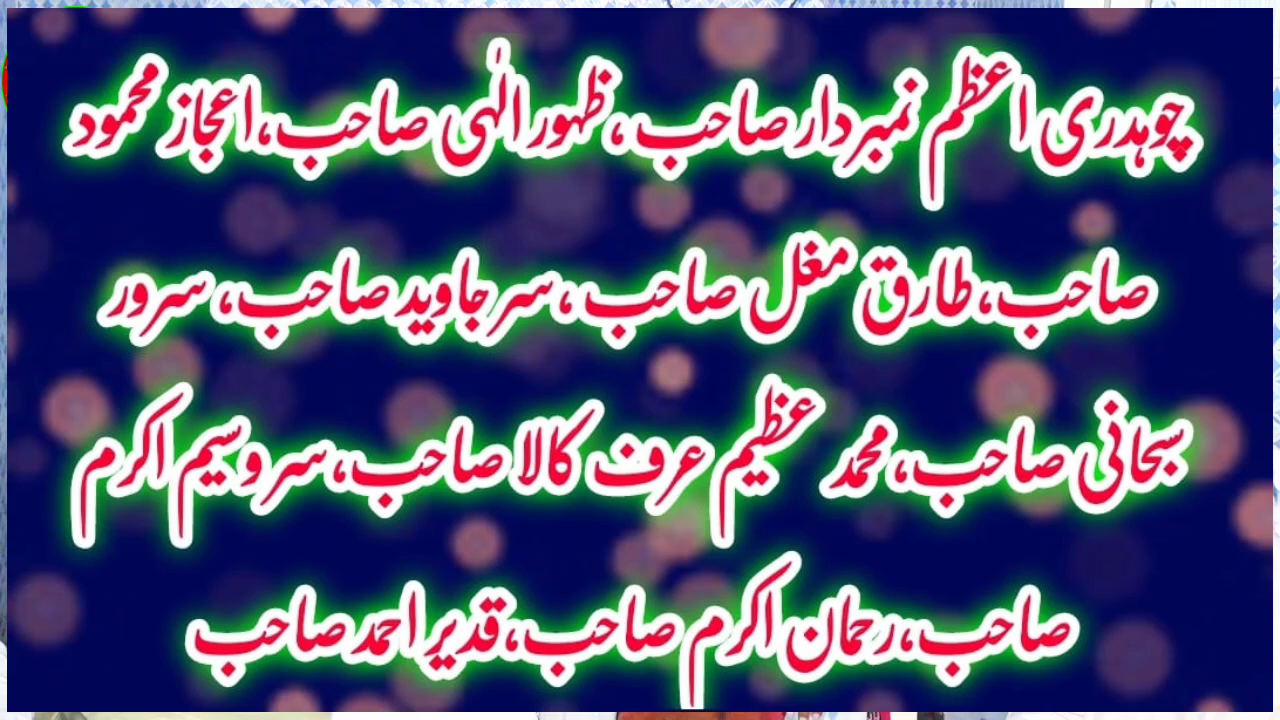 چوہدری اعظم نمبردار صاحب، ظہور الٰہی صاحب، اعجاز محمود
صاحب، طارق مغل صاحب، سر جاوید صاحب، سرور
سبحانی صاحب، محمد عظیم عرف کالا صاحب، سر وسیم اکرم
صاحب، رحمان اکرم صاحب، قدیر احمد صاحب